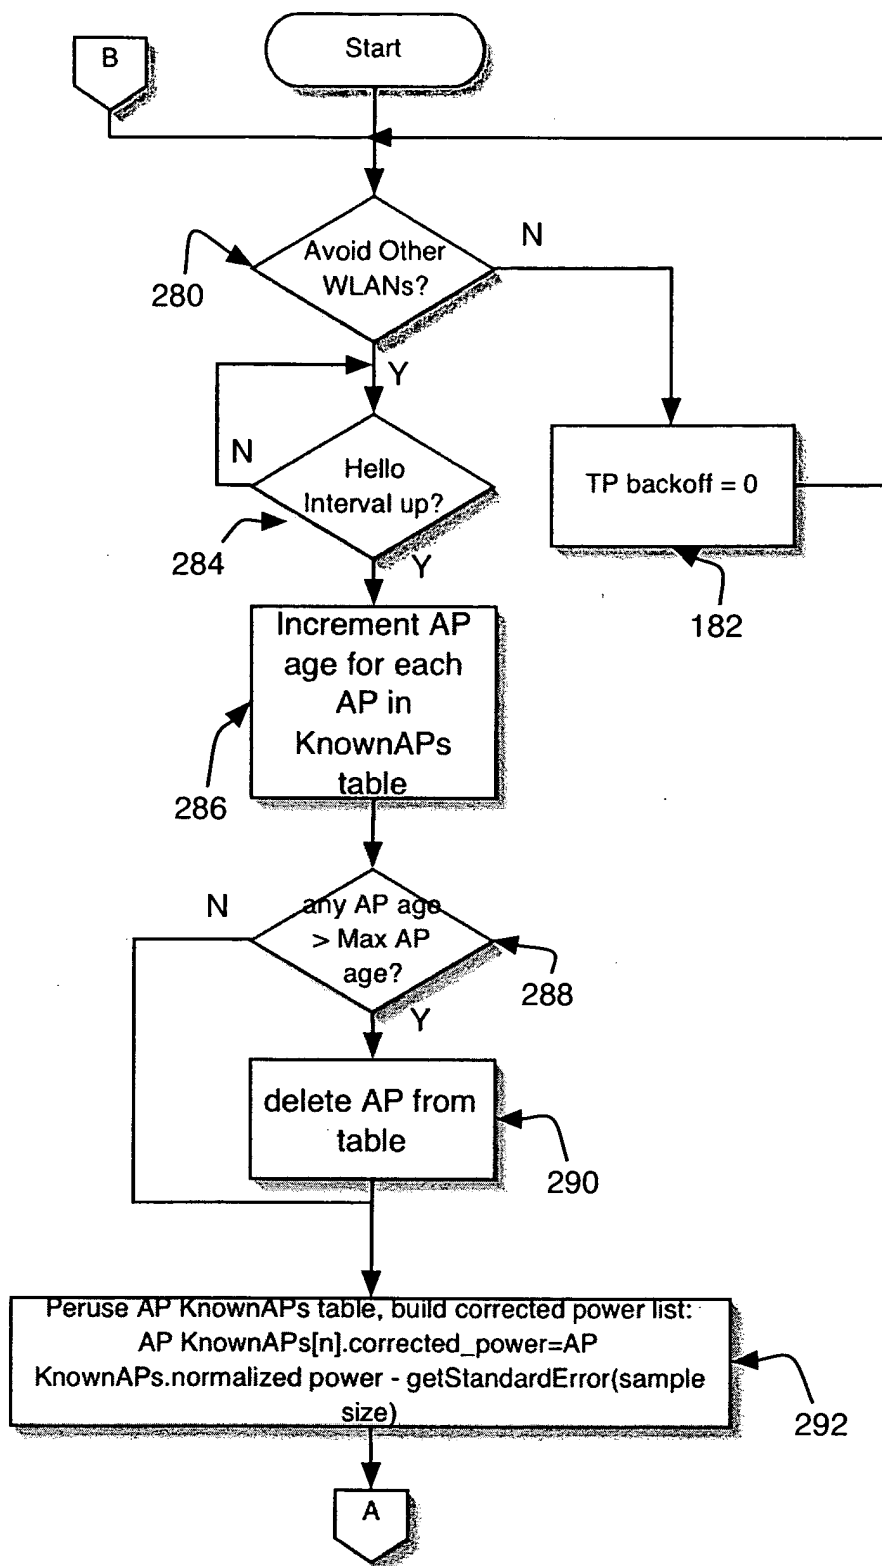 B
Start
Avoid Other
WLANs?
N
280
Y
N
Hello
Interval up?
TP backoff = 0
284
Y
182
Increment AP
age for each
AP in
KnownAPs
table
286
N
any AP age
> Max AP
age?
288
Y
delete AP from
table
290
Peruse AP KnownAPs table, build corrected power list:
AP KnownAPs[n].corrected_power=AP
KnownAPs.normalized power - getStandardError(sample
size)
292
A